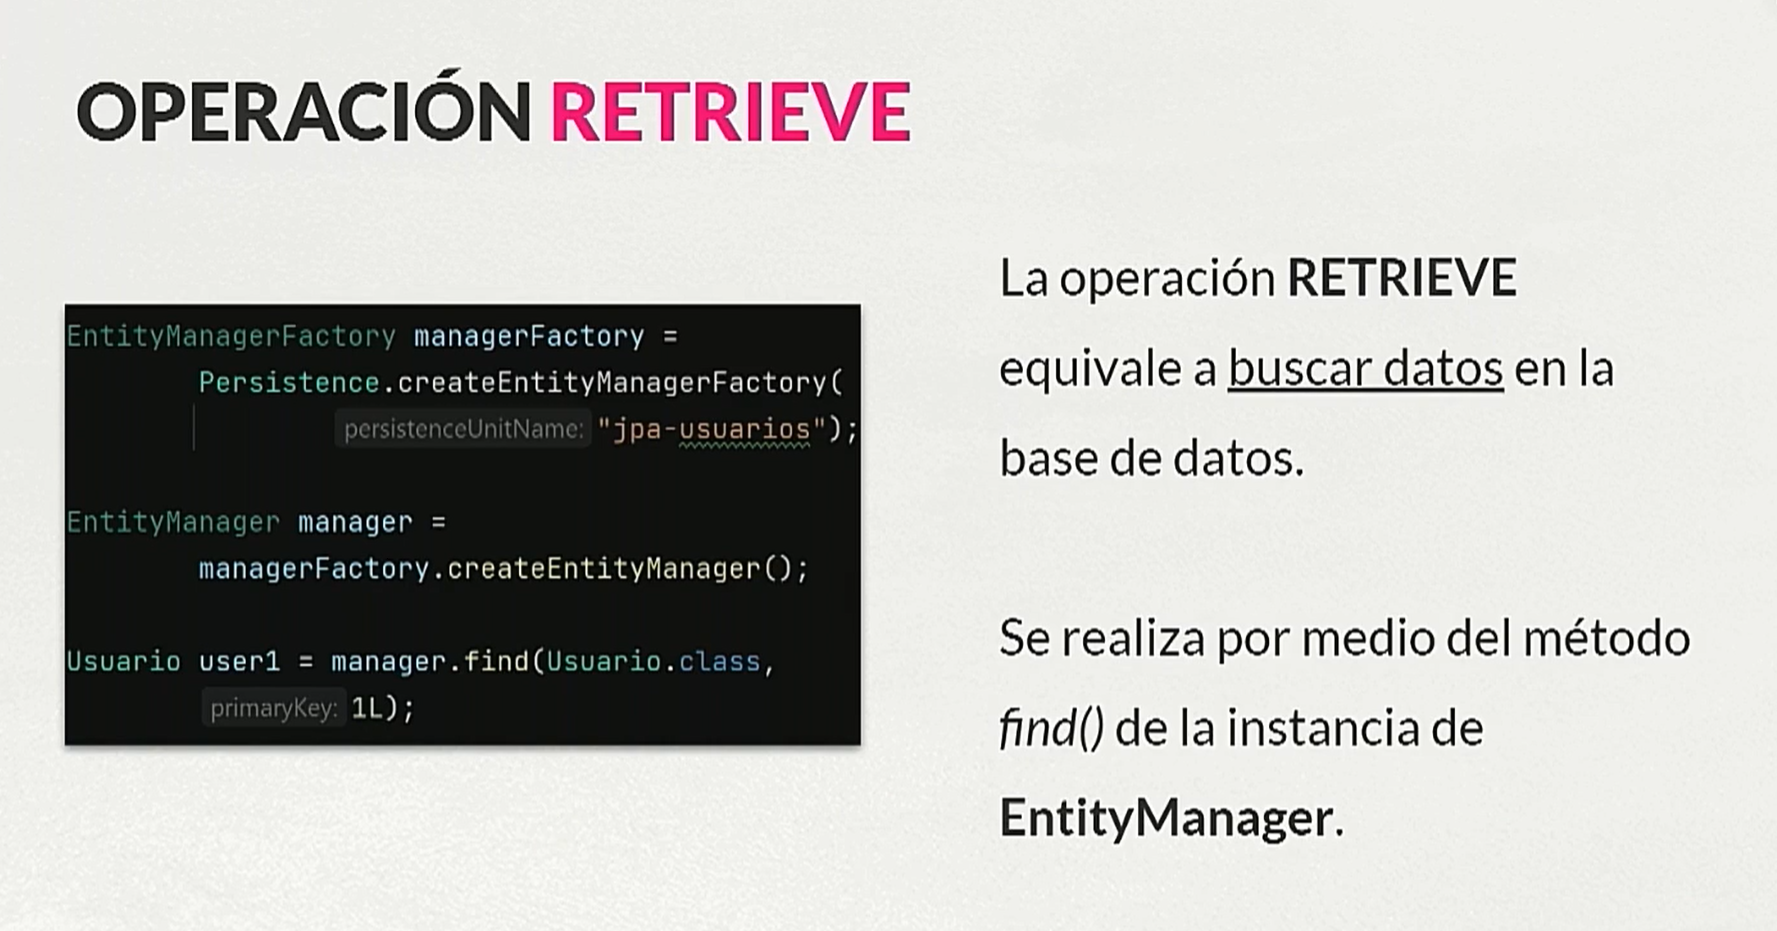 OPERACIÓN RETRIEVE
EntityManagerFactory managerFactory =
Persistence.createEntityManagerFactory(
persistenceUnitName: "jpa-usuarios");
EntityManager manager =
managerFactory.createEntityManager();
Usuario user1 = manager.find(Usuario.class,
primaryKey: 1L);
La operación RETRIEVE
equivale a buscar datos en la
base de datos.
Se realiza por medio del método
find() de la instancia de
EntityManager.